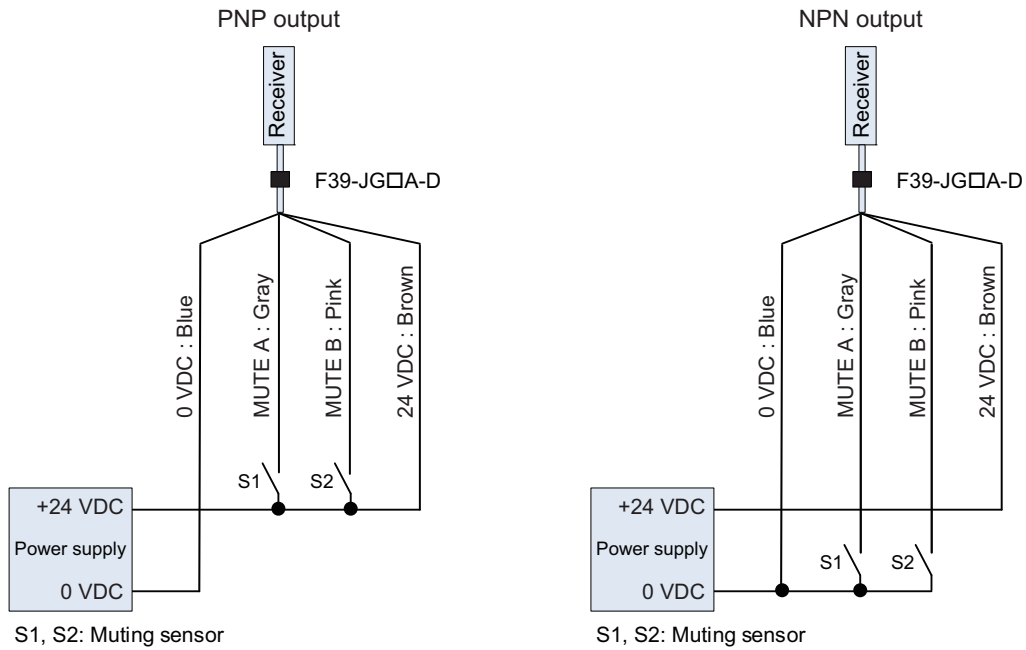 PNP output
Receiver
F39-JG□A-D
0 VDC : Blue
MUTE A : Gray
MUTE B : Pink
24 VDC : Brown
S1
S2
+24 VDC
Power supply
0 VDC
S1, S2: Muting sensor
NPN output
Receiver
F39-JG□A-D
0 VDC : Blue
MUTE A : Gray
MUTE B : Pink
24 VDC : Brown
+24 VDC
Power supply
S1
S2
0 VDC
S1, S2: Muting sensor